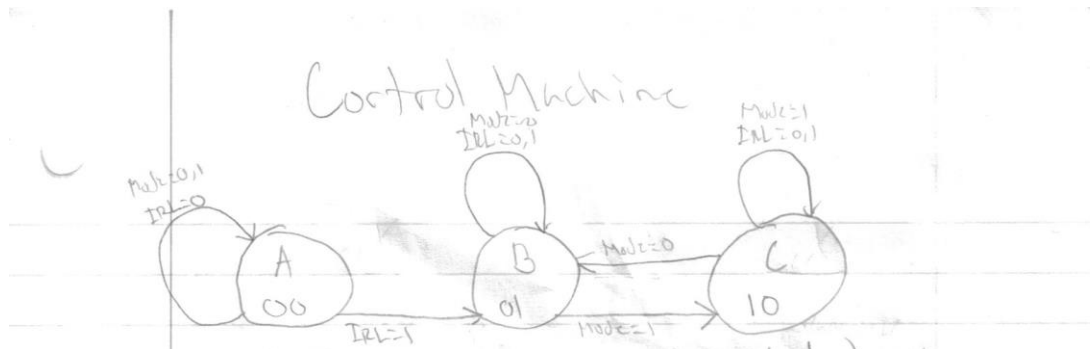 Control Machine
Mode=0
IRL=0,1
Mode=1
IRL=0,1
Mode=0,1
IRL=0
A
00
B
01
C
10
Mode=0
IRL=1
Mode=1